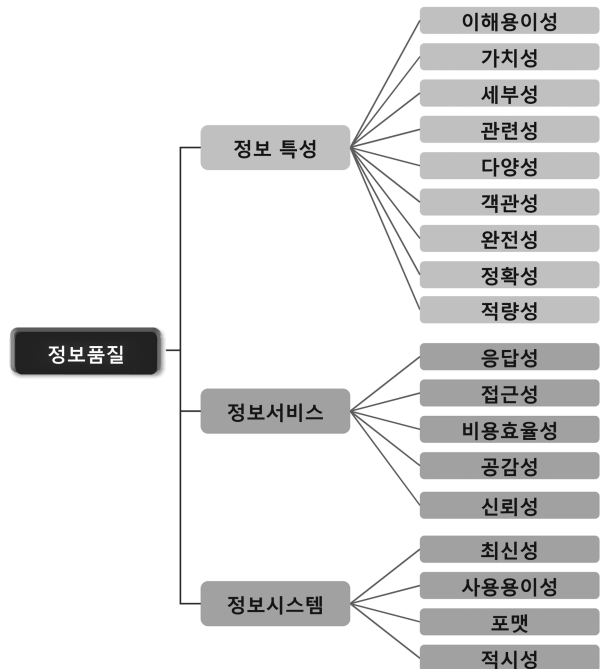 정보품질
정보 특성
이해용이성
가치성
세부성
관련성
다양성
객관성
완전성
정확성
적량성
정보서비스
응답성
접근성
비용효율성
공감성
신뢰성
정보시스템
최신성
사용용이성
포맷
적시성